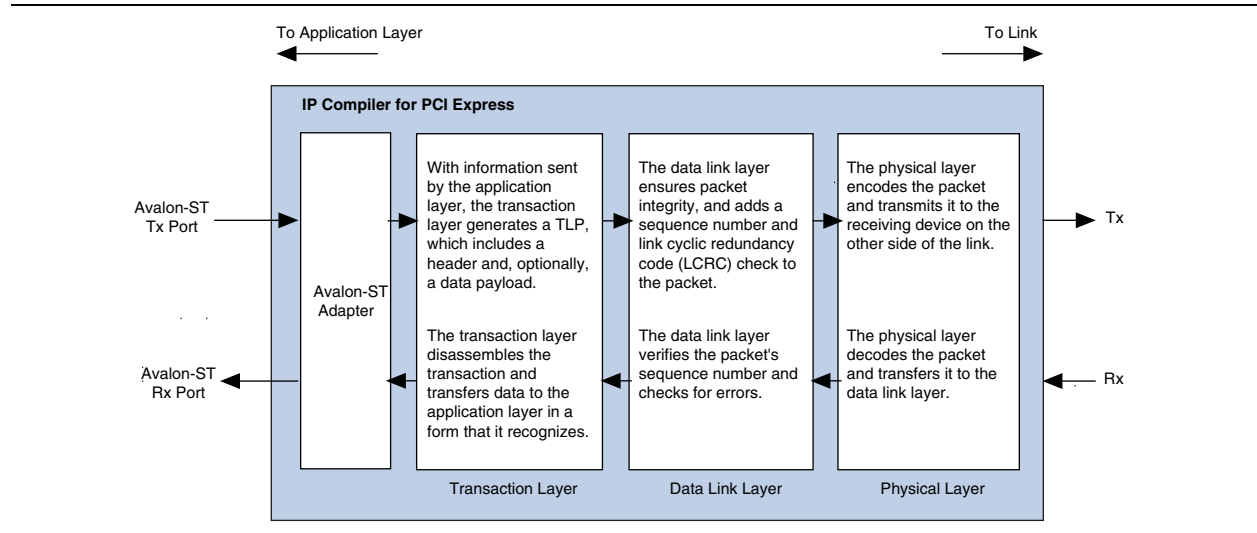 To Application Layer
To Link
IP Compiler for PCI Express
Avalon-ST
Tx Port
Avalon-ST
Rx Port
Avalon-ST
Adapter
With information sent
by the application
layer, the transaction
layer generates a TLP,
which includes a
header and, optionally,
a data payload.
The transaction layer
disassembles the
transaction and
transfers data to the
application layer in a
form that it recognizes.
Transaction Layer
The data link layer
ensures packet
integrity, and adds a
sequence number and
link cyclic redundancy
code (LCRC) check to
the packet.
The data link layer
verifies the packet's
sequence number and
checks for errors.
Data Link Layer
The physical layer
encodes the packet
and transmits it to the
receiving device on the
other side of the link.
The physical layer
decodes the packet
and transfers it to the
data link layer.
Physical Layer
Tx
Rx